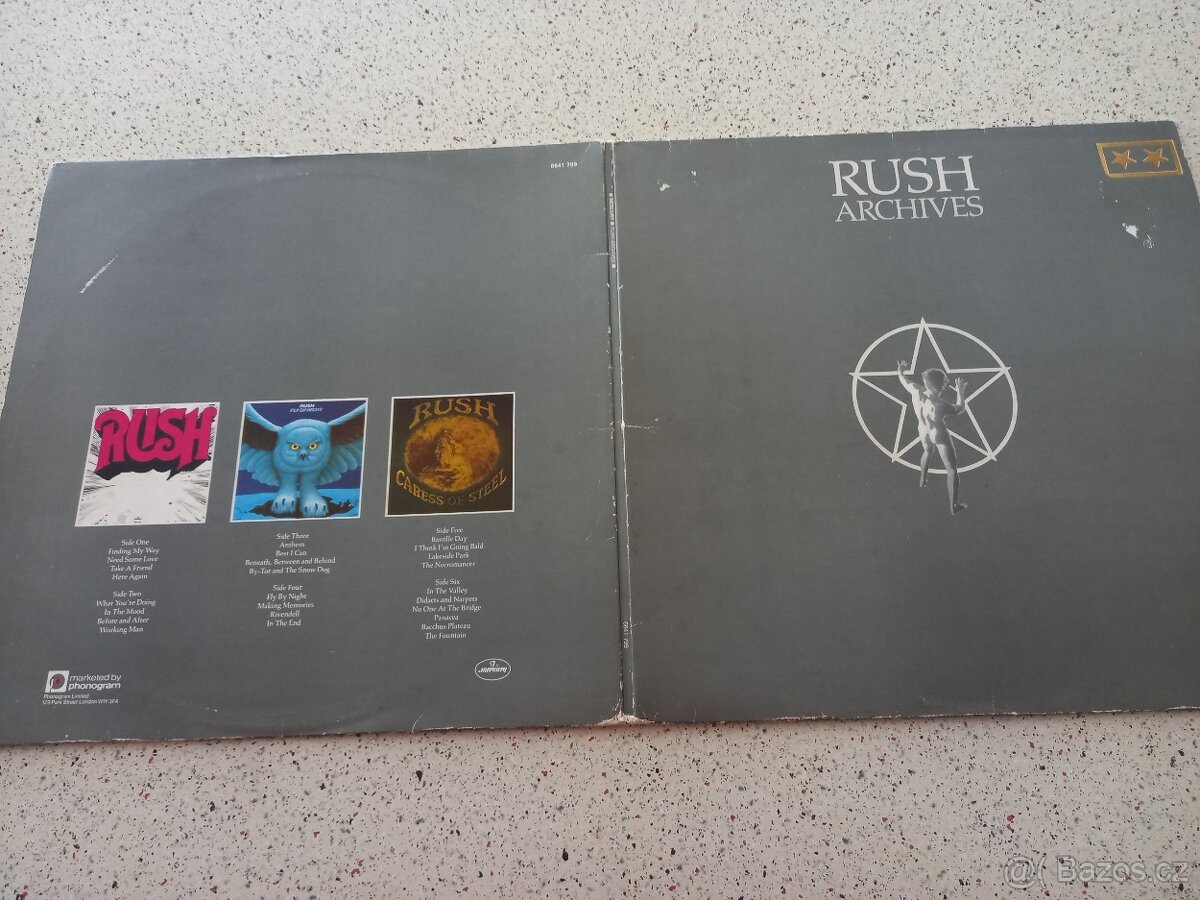 6641 799
RUSH
FLY BY NIGHT
RUSH
CARESS OF STEEL
Side One
Finding My Way
Need Some Love
Take A Friend
Here Again
Side Two
What You're Doing
In The Mood
Before and After
Working Man
Side Three
Anthem
Best I Can
Beneath, Between and Behind
By-Tor and The Snow Dog
Side Four
Fly By Night
Making Memories
Rivendell
In The End
Side Five
Bastille Day
I Think I'm Going Bald
Lakeside Park
The Necromancer
Side Six
In The Valley
Didacts and Narpets
No One At The Bridge
Panacea
Bacchus Plateau
The Fountain
marketed by
phonogram
Phonogram Limited
129 Park Street London W1Y 3FA
mercury
6641 799
RUSH
ARCHIVES
Bazos.cz